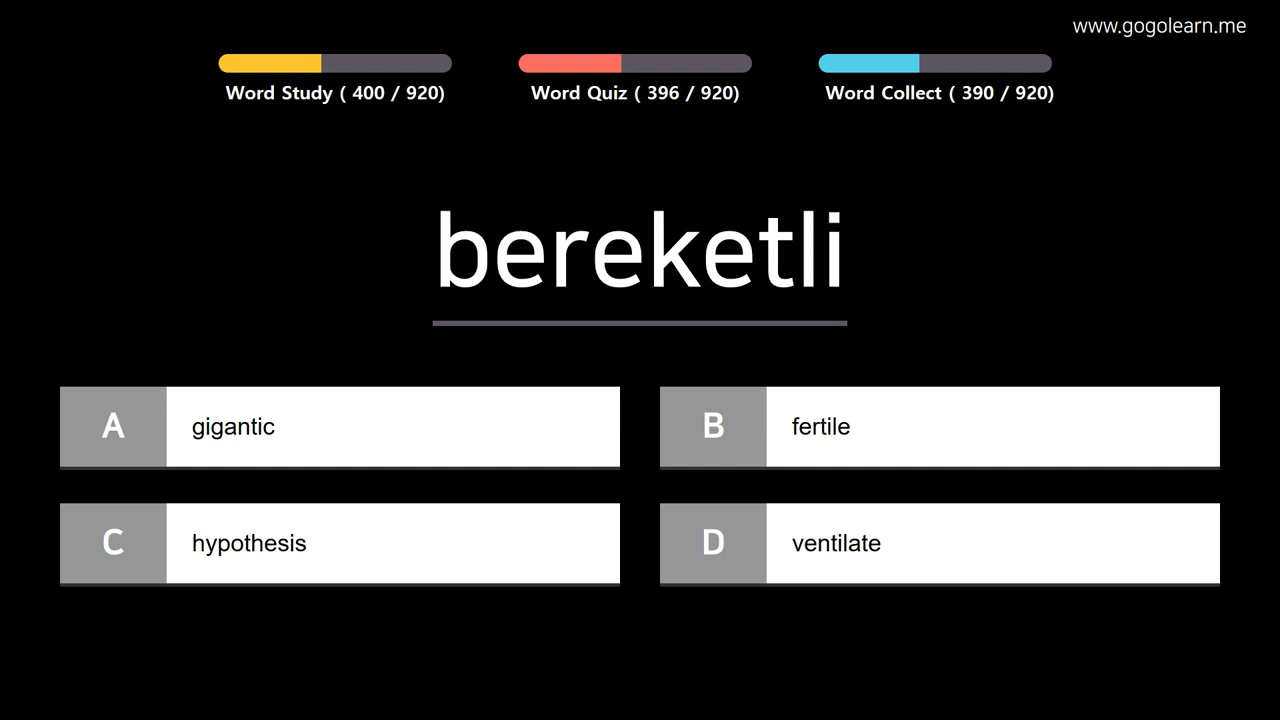 www.gogolearn.me
Word Study ( 400 / 920)
Word Quiz ( 396 / 920)
Word Collect ( 390 / 920)
bereketli
A gigantic
B fertile
C hypothesis
D ventilate